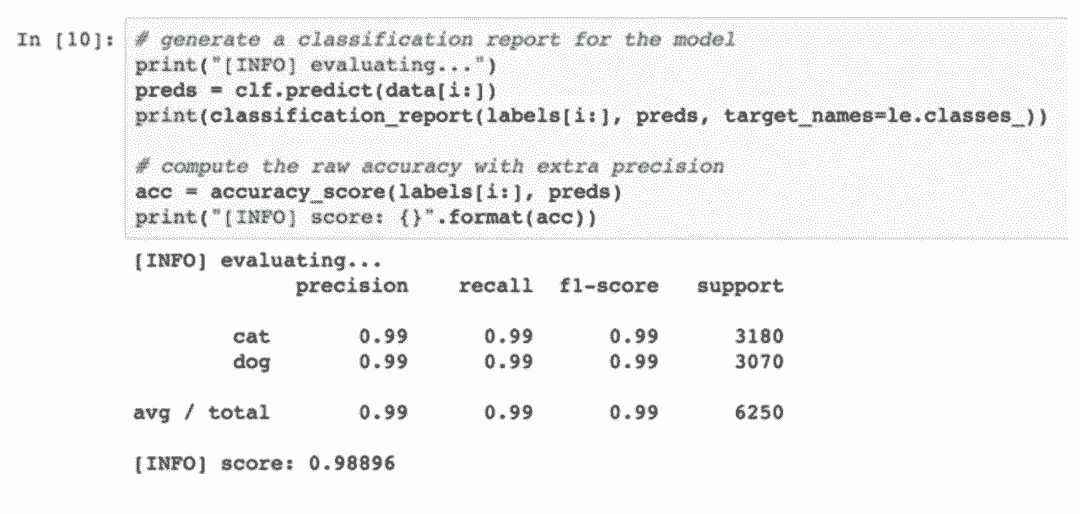 In [10]: # generate a classification report for the model
print("[INFO] evaluating...")
preds = clf.predict(data[i:])
print(classification_report(labels[i:], preds, target_names=le.classes_))
# compute the raw accuracy with extra precision
acc = accuracy_score(labels[i:], preds)
print("[INFO] score: {}".format(acc))
[INFO] evaluating...
precision recall f1-score support
cat 0.99 0.99 0.99 3180
dog 0.99 0.99 0.99 3070
avg / total 0.99 0.99 0.99 6250
[INFO] score: 0.98896